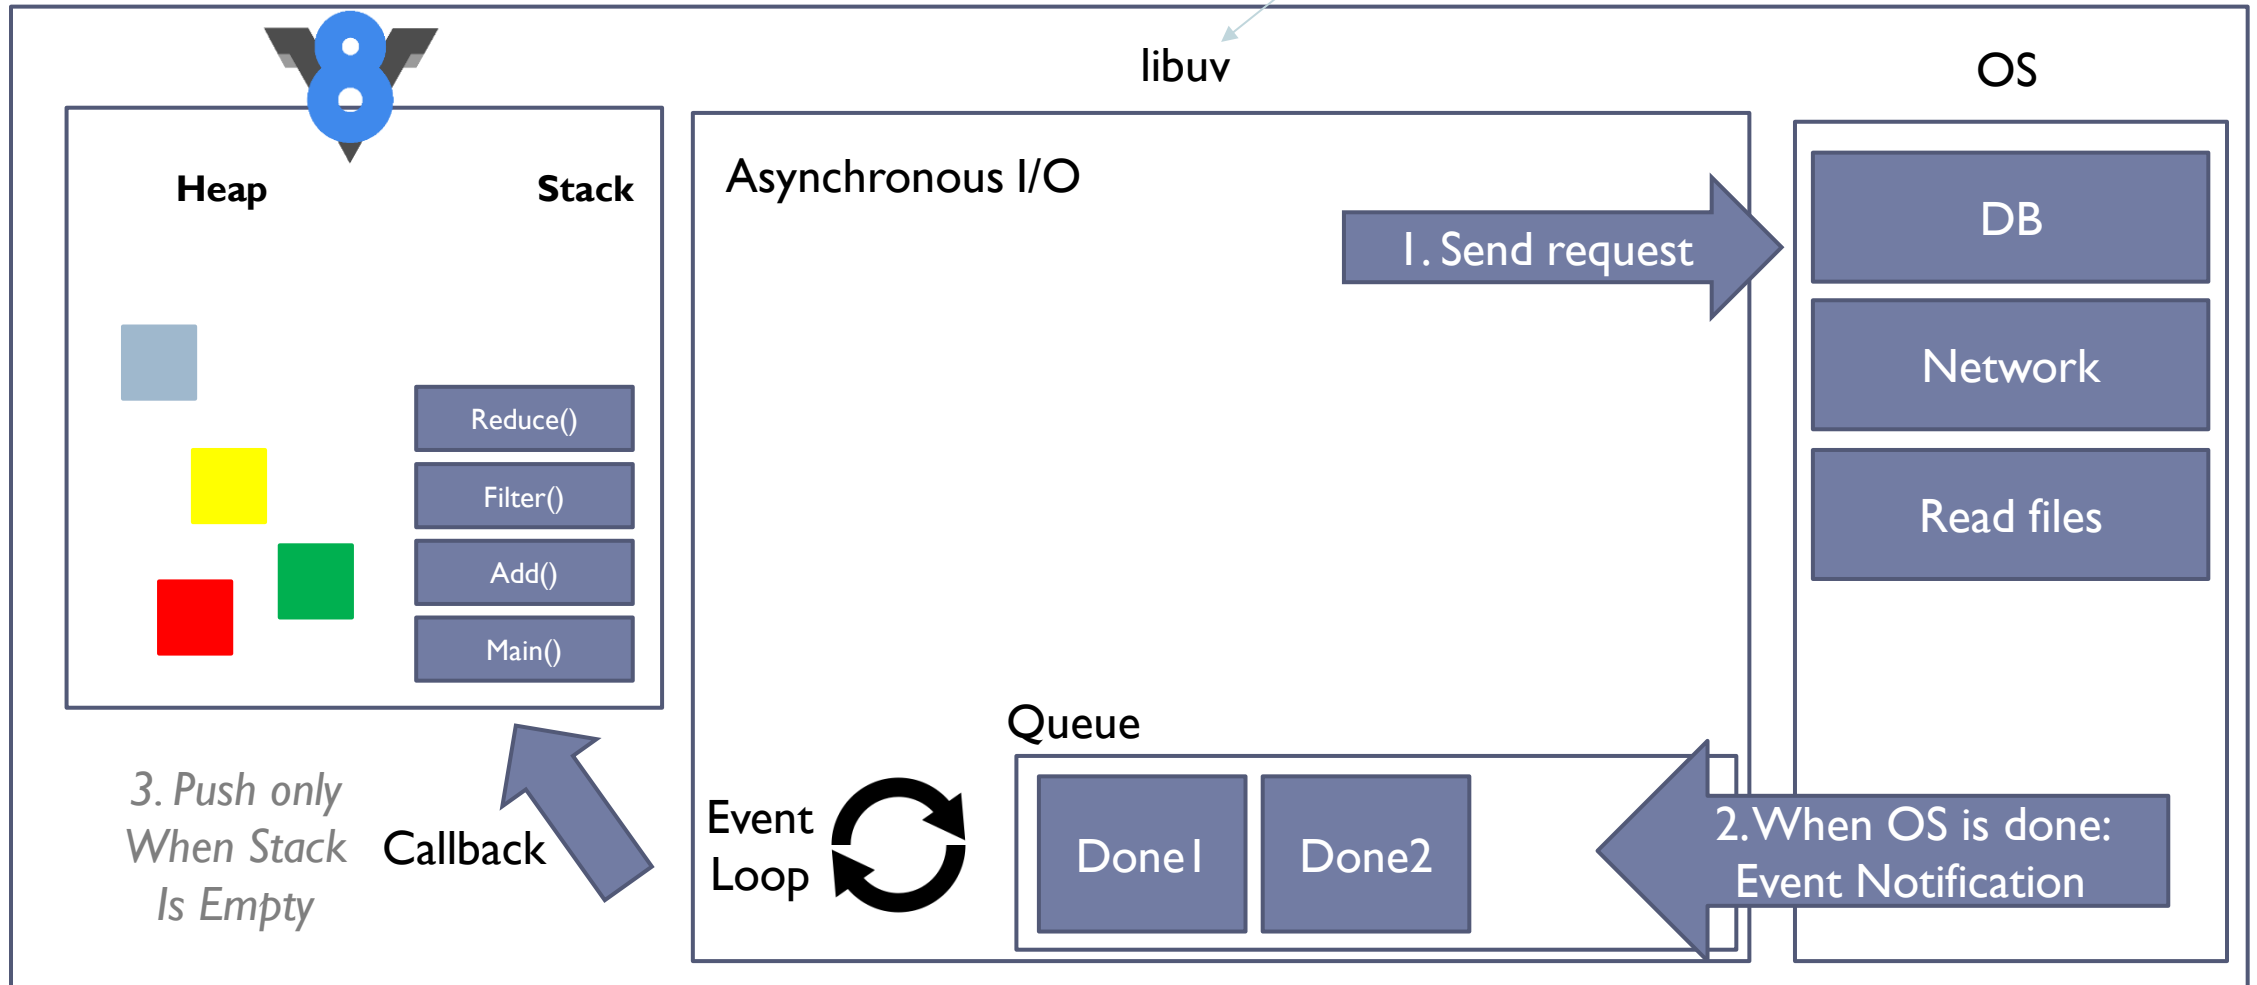 libuv
OS
8
Heap
Stack
Asynchronous I/O
1. Send request
DB
Network
Read files
Reduce()
Filter()
Add()
Main()
Queue
3. Push only
When Stack
Is Empty
Callback
Event
Loop
Done1
Done2
2. When OS is done:
Event Notification